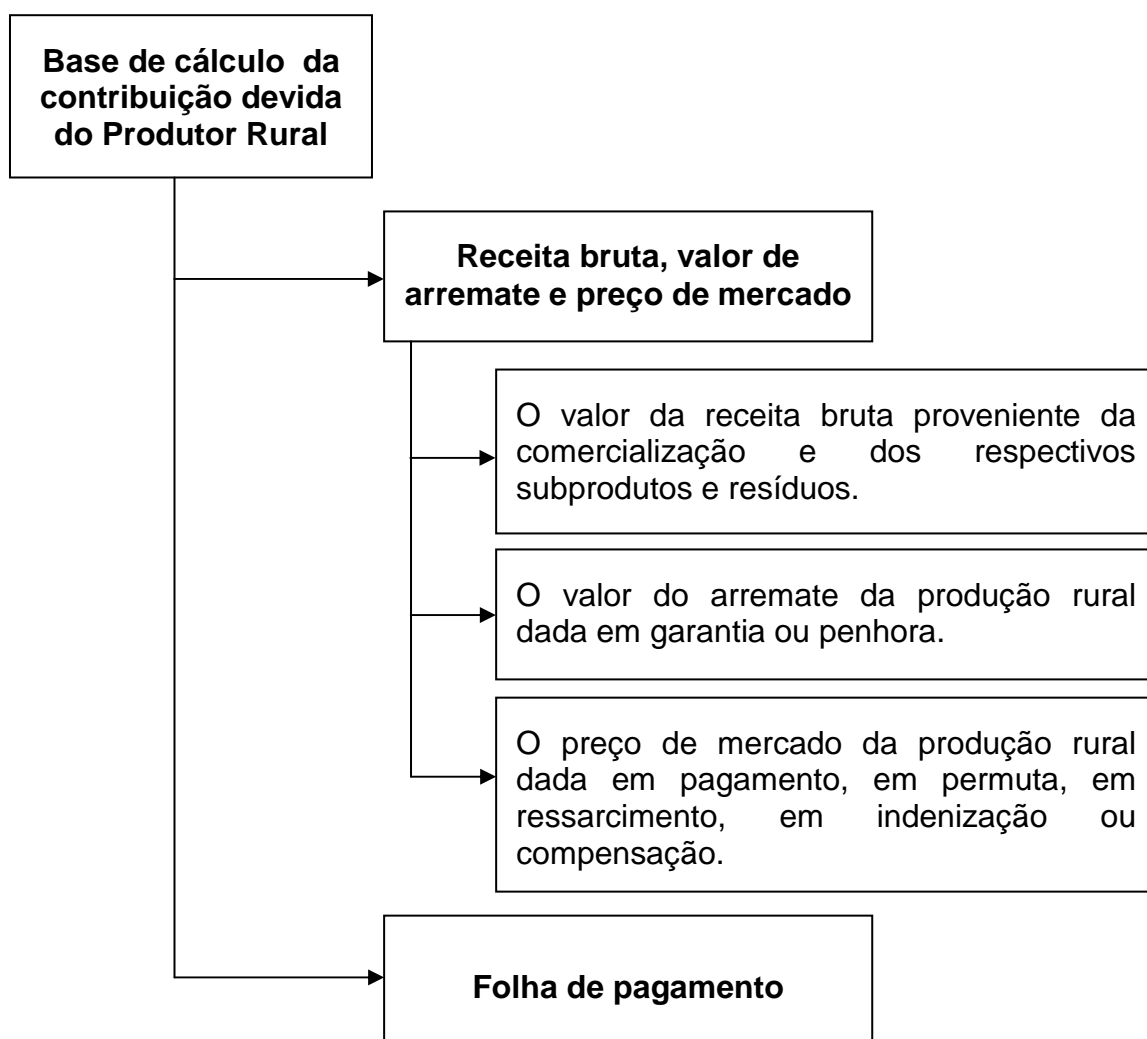 Base de cálculo da
contribuição devida
do Produtor Rural
Receita bruta, valor de
arremate e preço de mercado
O valor da receita bruta proveniente da
comercialização e dos respectivos
subprodutos e resíduos.
O valor do arremate da produção rural
dada em garantia ou penhora.
O preço de mercado da produção rural
dada em pagamento, em permuta, em
ressarcimento, em indenização ou
compensação.
Folha de pagamento